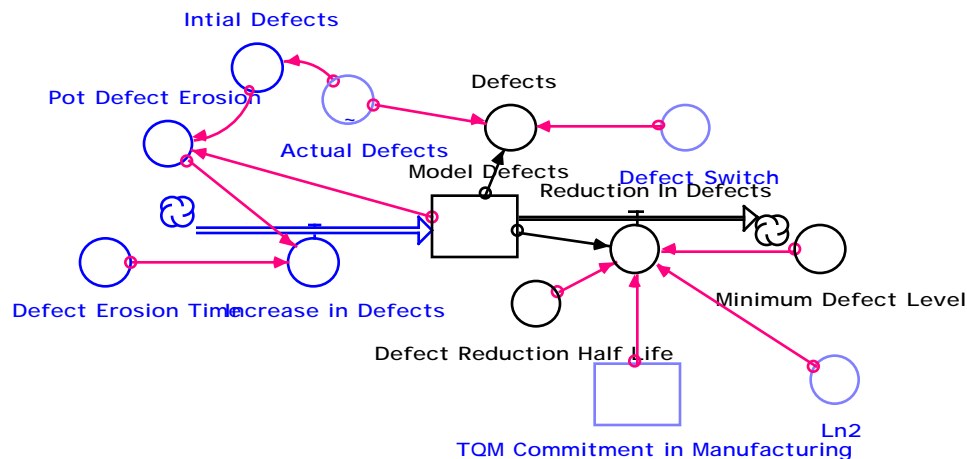 Intial Defects
Defects
Pot Defect Erosion
~
Actual Defects
Model Defects
Defect Switch
Reduction In Defects
Defect Erosion Time
Increase in Defects
Minimum Defect Level
Defect Reduction Half Life
Ln2
TQM Commitment in Manufacturing